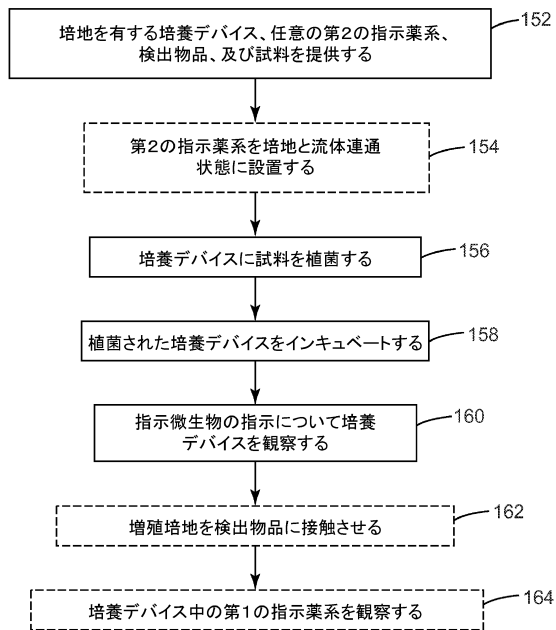 培地を有する培養デバイス、任意の第2の指示薬系、
検出物品、及び試料を提供する
152
第2の指示薬系を培地と流体連通
状態に設置する
154
培養デバイスに試料を植菌する
156
植菌された培養デバイスをインキュベートする
158
指示微生物の指示について培養
デバイスを観察する
160
増殖培地を検出物品に接触させる
162
培養デバイス中の第1の指示薬系を観察する
164